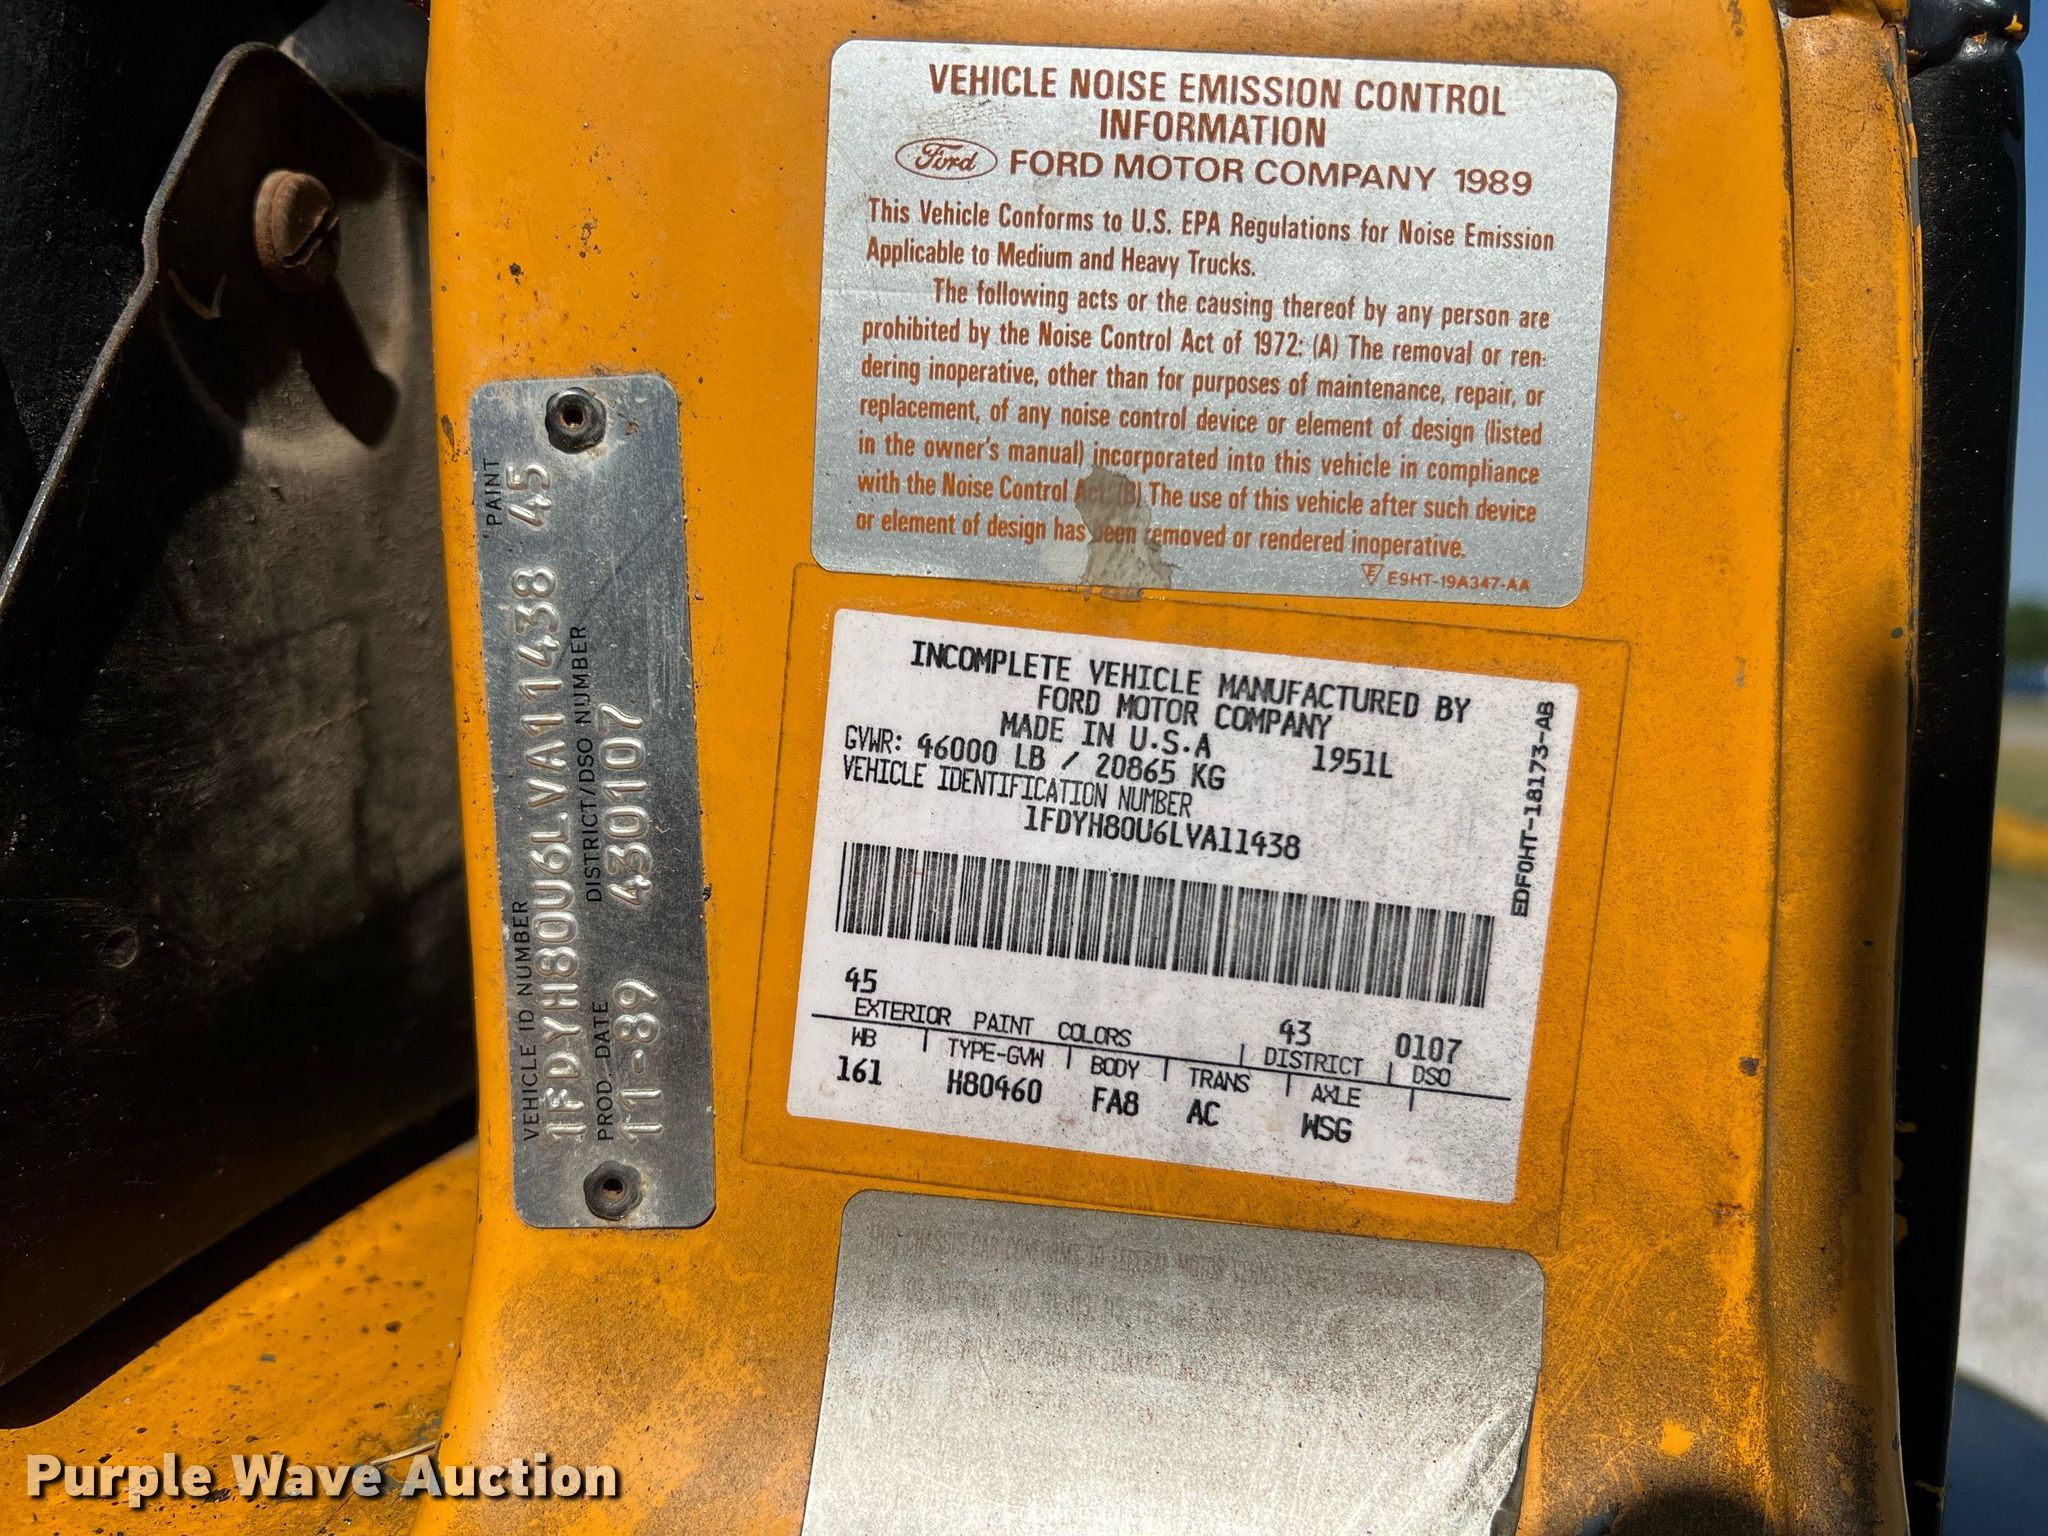 VEHICLE NOISE EMISSION CONTROL
INFORMATION
Ford FORD MOTOR COMPANY 1989
This Vehicle Conforms to U.S. EPA Regulations for Noise Emission
Applicable to Medium and Heavy Trucks.
The following acts or the causing thereof by any person are
prohibited by the Noise Control Act of 1972: (A) The removal or ren-
dering inoperative, other than for purposes of maintenance, repair, or
replacement, of any noise control device or element of design (listed
in the owner's manual) incorporated into this vehicle in compliance
with the Noise Control Act. (B) The use of this vehicle after such device
or element of design has been removed or rendered inoperative.
E9HT-19A347-AA
VEHICLE ID NUMBER PAINT
1FDYH80U6LVA11438 45
PROD. DATE DISTRICT/DSO NUMBER
11-89 430107
INCOMPLETE VEHICLE MANUFACTURED BY
FORD MOTOR COMPANY
MADE IN U.S.A 1951L
GVWR: 46000 LB / 20865 KG
VEHICLE IDENTIFICATION NUMBER
1FDYH80U6LVA11438
EDF0HT-18173-AB
45 43 0107
EXTERIOR PAINT COLORS DISTRICT DSO
WB TYPE-GVW BODY TRANS AXLE
161 H80460 FA8 AC WSG
CHASSIS-CAB CONFORMS TO FEDERAL MOTOR
Purple Wave Auction